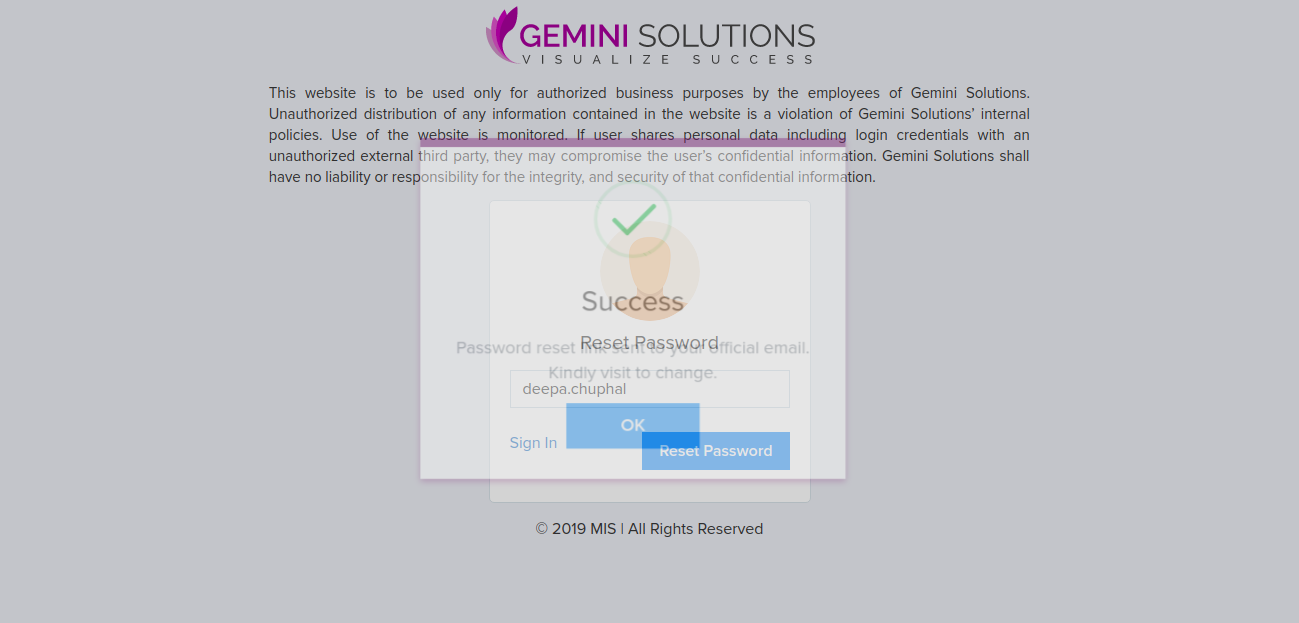 GEMINI SOLUTIONS
VISUALIZE SUCCESS
This website is to be used only for authorized business purposes by the employees of Gemini Solutions.
Unauthorized distribution of any information contained in the website is a violation of Gemini Solutions’ internal
policies. Use of the website is monitored. If user shares personal data including login credentials with an
unauthorized external third party, they may compromise the user’s confidential information. Gemini Solutions shall
have no liability or responsibility for the integrity, and security of that confidential information.
Success
Reset Password
Password reset link sent to your official email.
Kindly visit to change.
deepa.chuphal
OK
Sign In
Reset Password
© 2019 MIS | All Rights Reserved